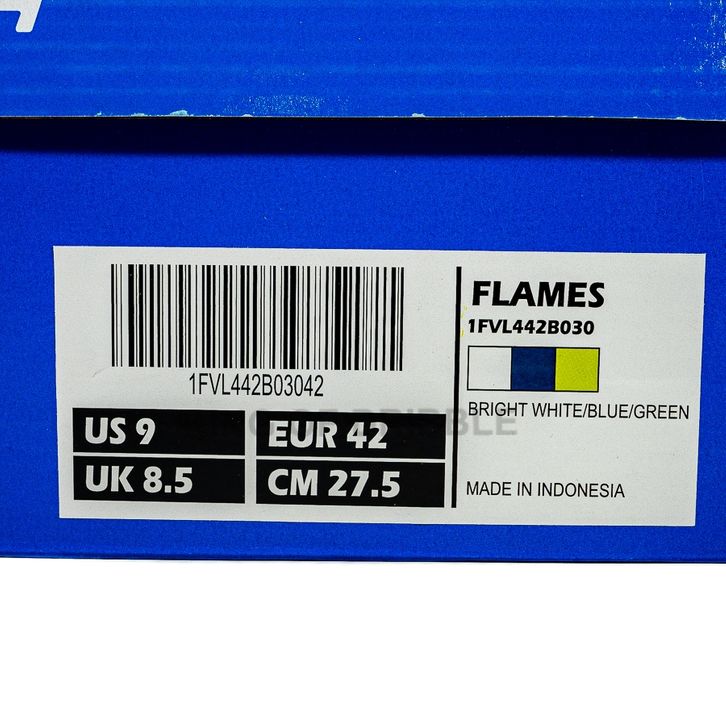 1FVL442B03042
US 9
EUR 42
UK 8.5
CM 27.5
FLAMES
1FVL442B030
BRIGHT WHITE/BLUE/GREEN
MADE IN INDONESIA